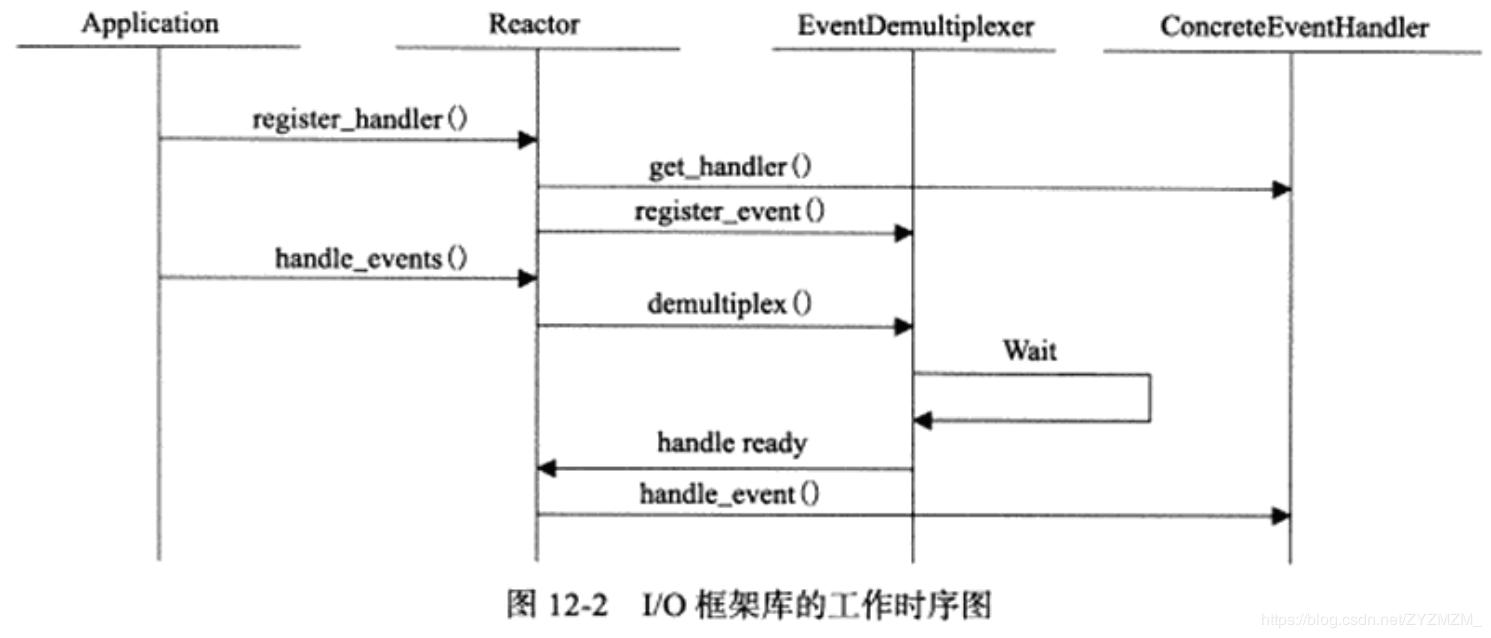 Application Reactor EventDemultiplexer ConcreteEventHandler
register_handler()
get_handler()
register_event()
handle_events()
demultiplex()
Wait
handle ready
handle_event()
图 12-2 I/O 框架库的工作时序图
https://blog.csdn.net/ZYZMZM_